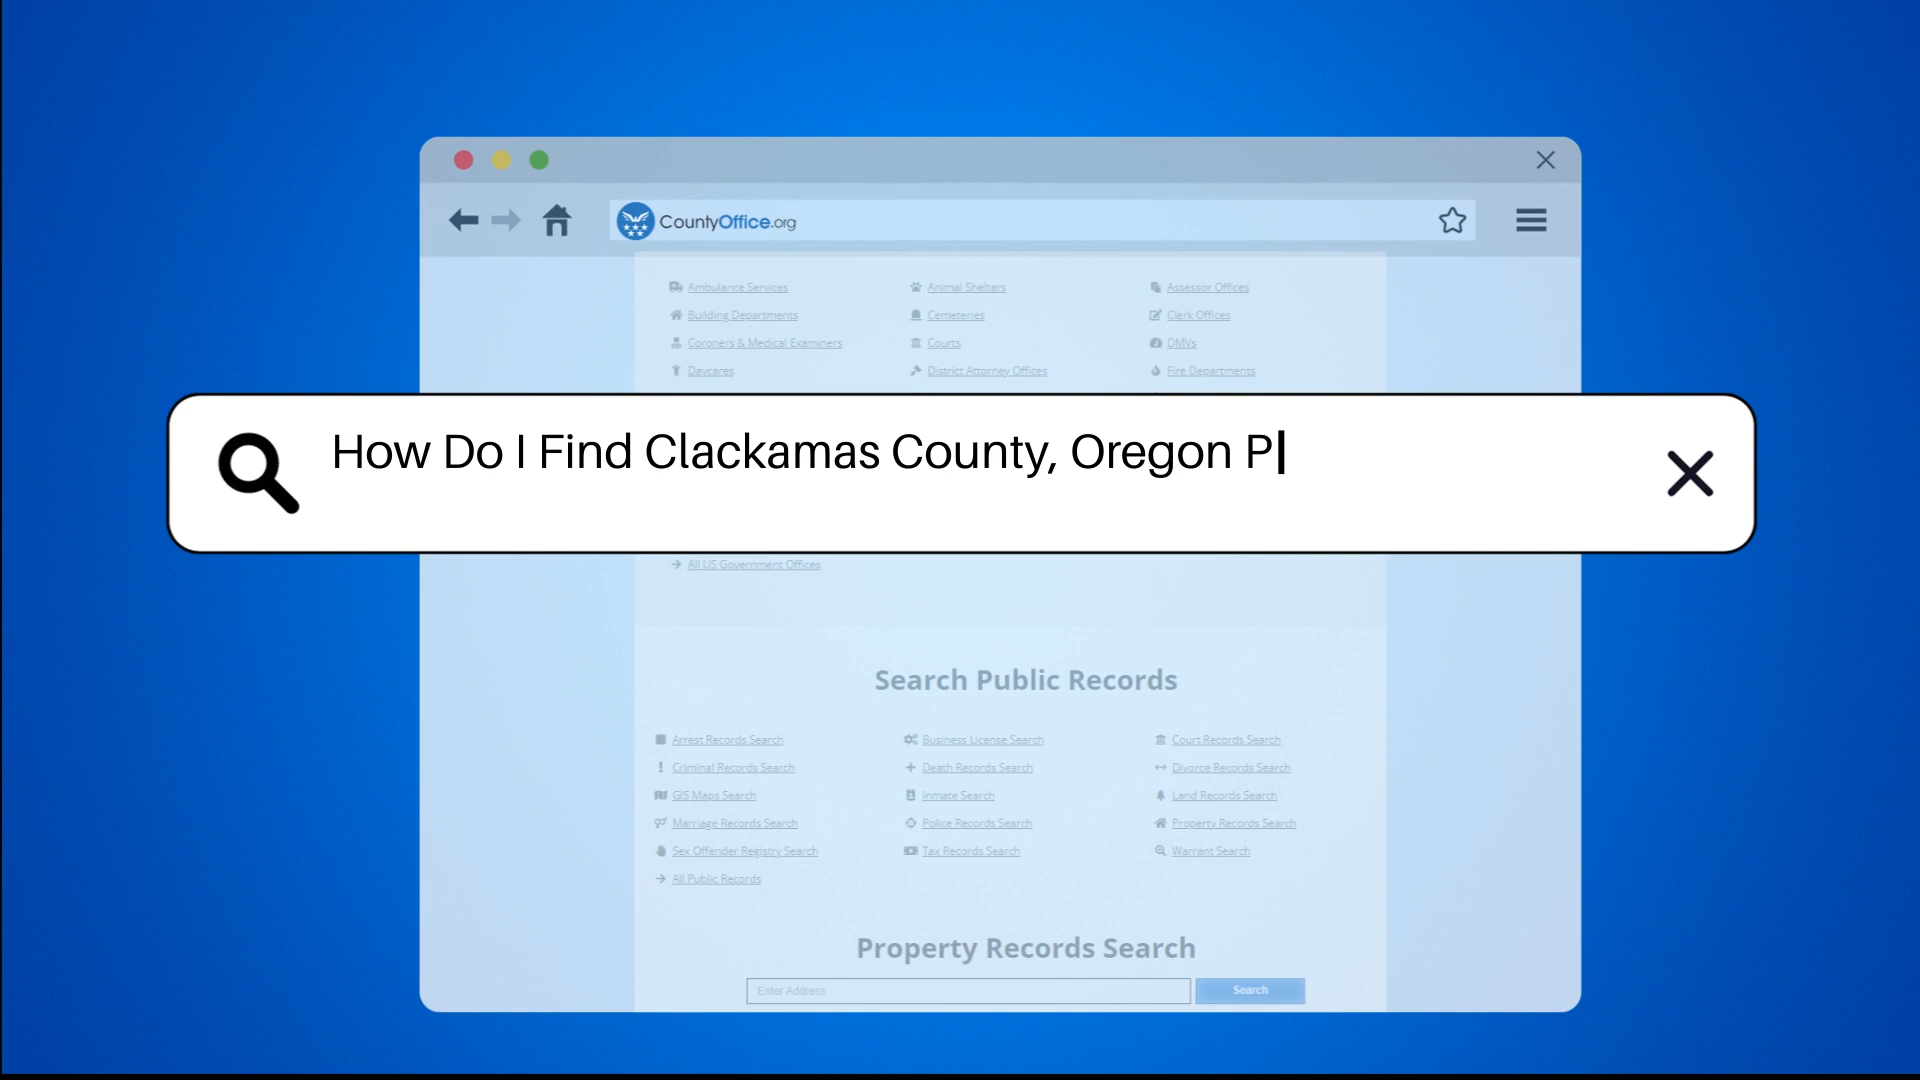 CountyOffice.org
Ambulance Services Animal Shelters Assessor Offices
Building Departments Cemeteries Clerk Offices
Coroners & Medical Examiners Courts DMVs
Daycares District Attorney Offices Fire Departments
How Do I Find Clackamas County, Oregon P
All US Government Offices
Search Public Records
Arrest Records Search Business License Search Court Records Search
Criminal Records Search Death Records Search Divorce Records Search
GIS Maps Search Inmate Search Land Records Search
Marriage Records Search Police Records Search Property Records Search
Sex Offender Registry Search Tax Records Search Warrant Search
All Public Records
Property Records Search
Enter Address Search